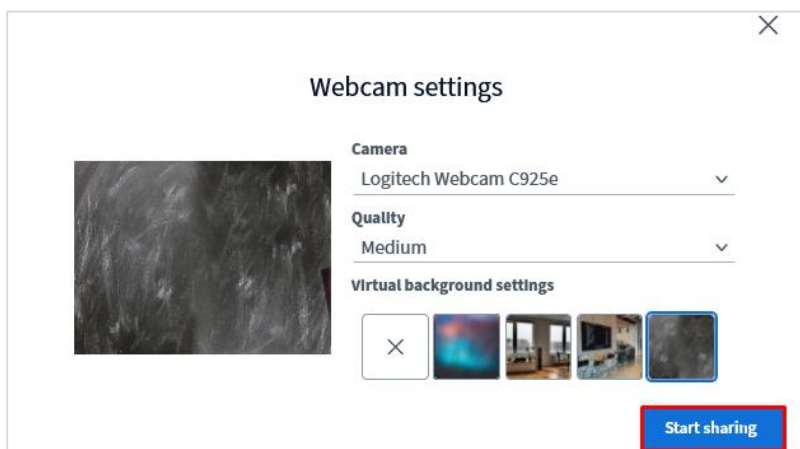 Webcam settings
Camera
Logitech Webcam C925e
Quality
Medium
Virtual background settings
Start sharing